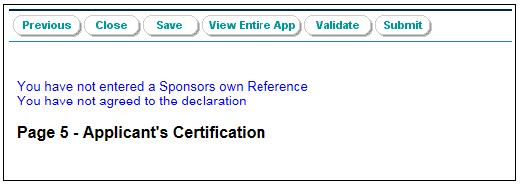 Previous Close Save View Entire App Validate Submit
You have not entered a Sponsors own Reference
You have not agreed to the declaration
Page 5 - Applicant's Certification